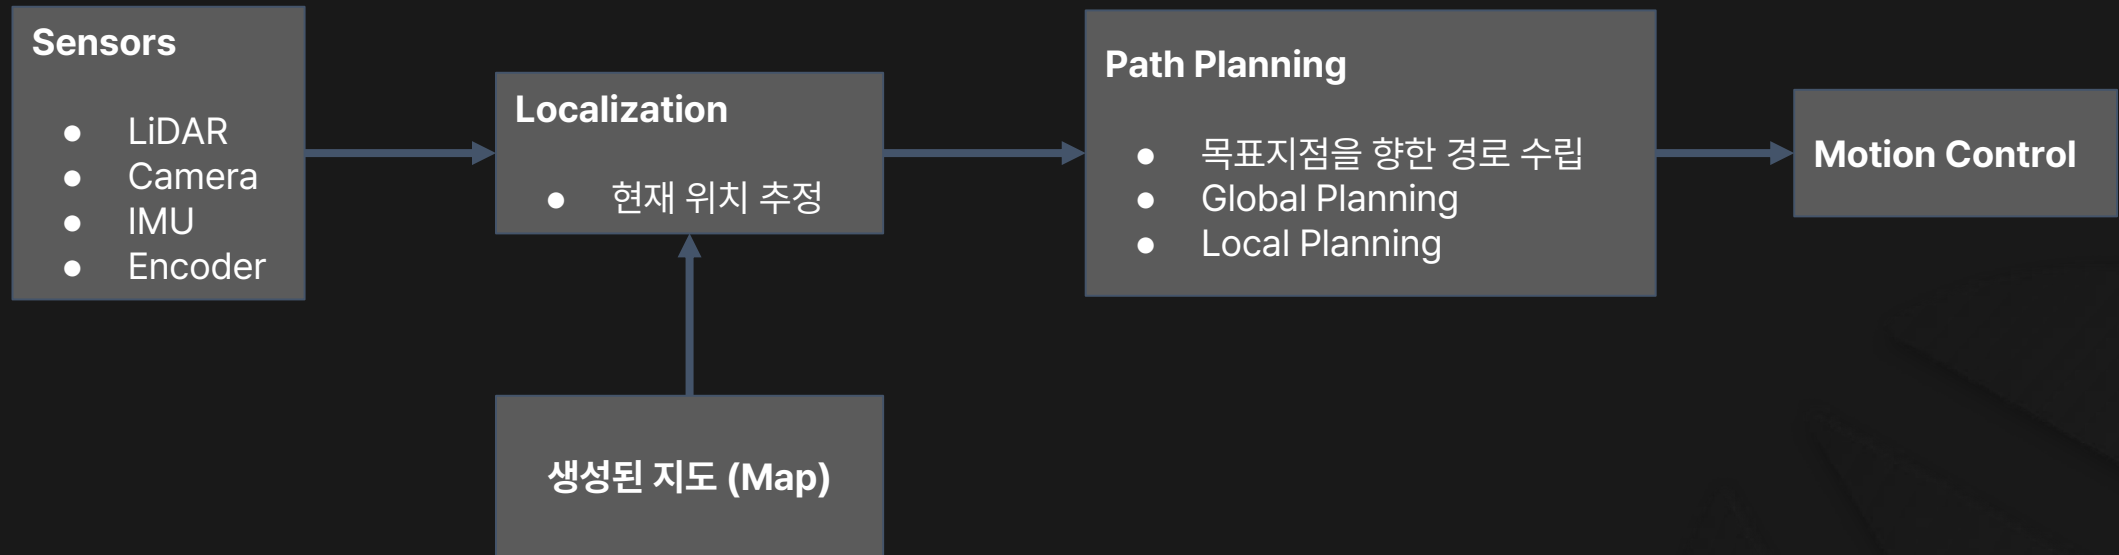 Sensors
● LiDAR
● Camera
● IMU
● Encoder
Localization
● 현재 위치 추정
생성된 지도 (Map)
Path Planning
● 목표지점을 향한 경로 수립
● Global Planning
● Local Planning
Motion Control